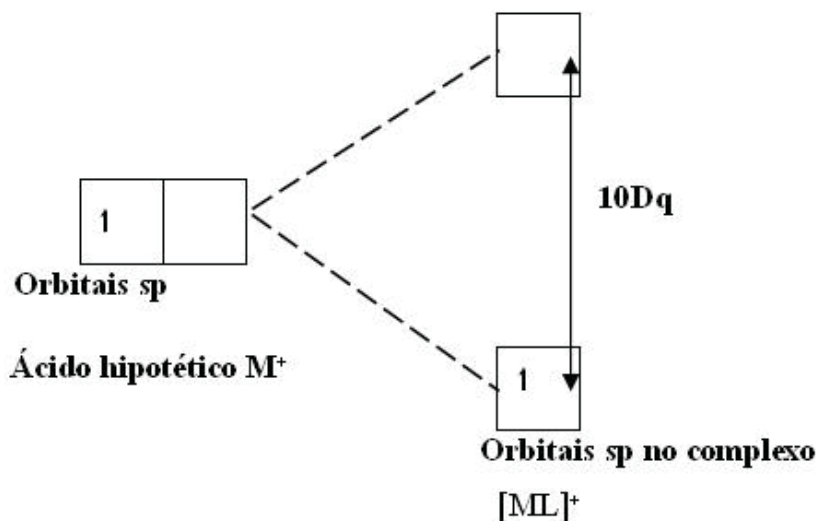 10Dq
1
Orbitais sp
Ácido hipotético M⁺
1
Orbitais sp no complexo
[ML]⁺